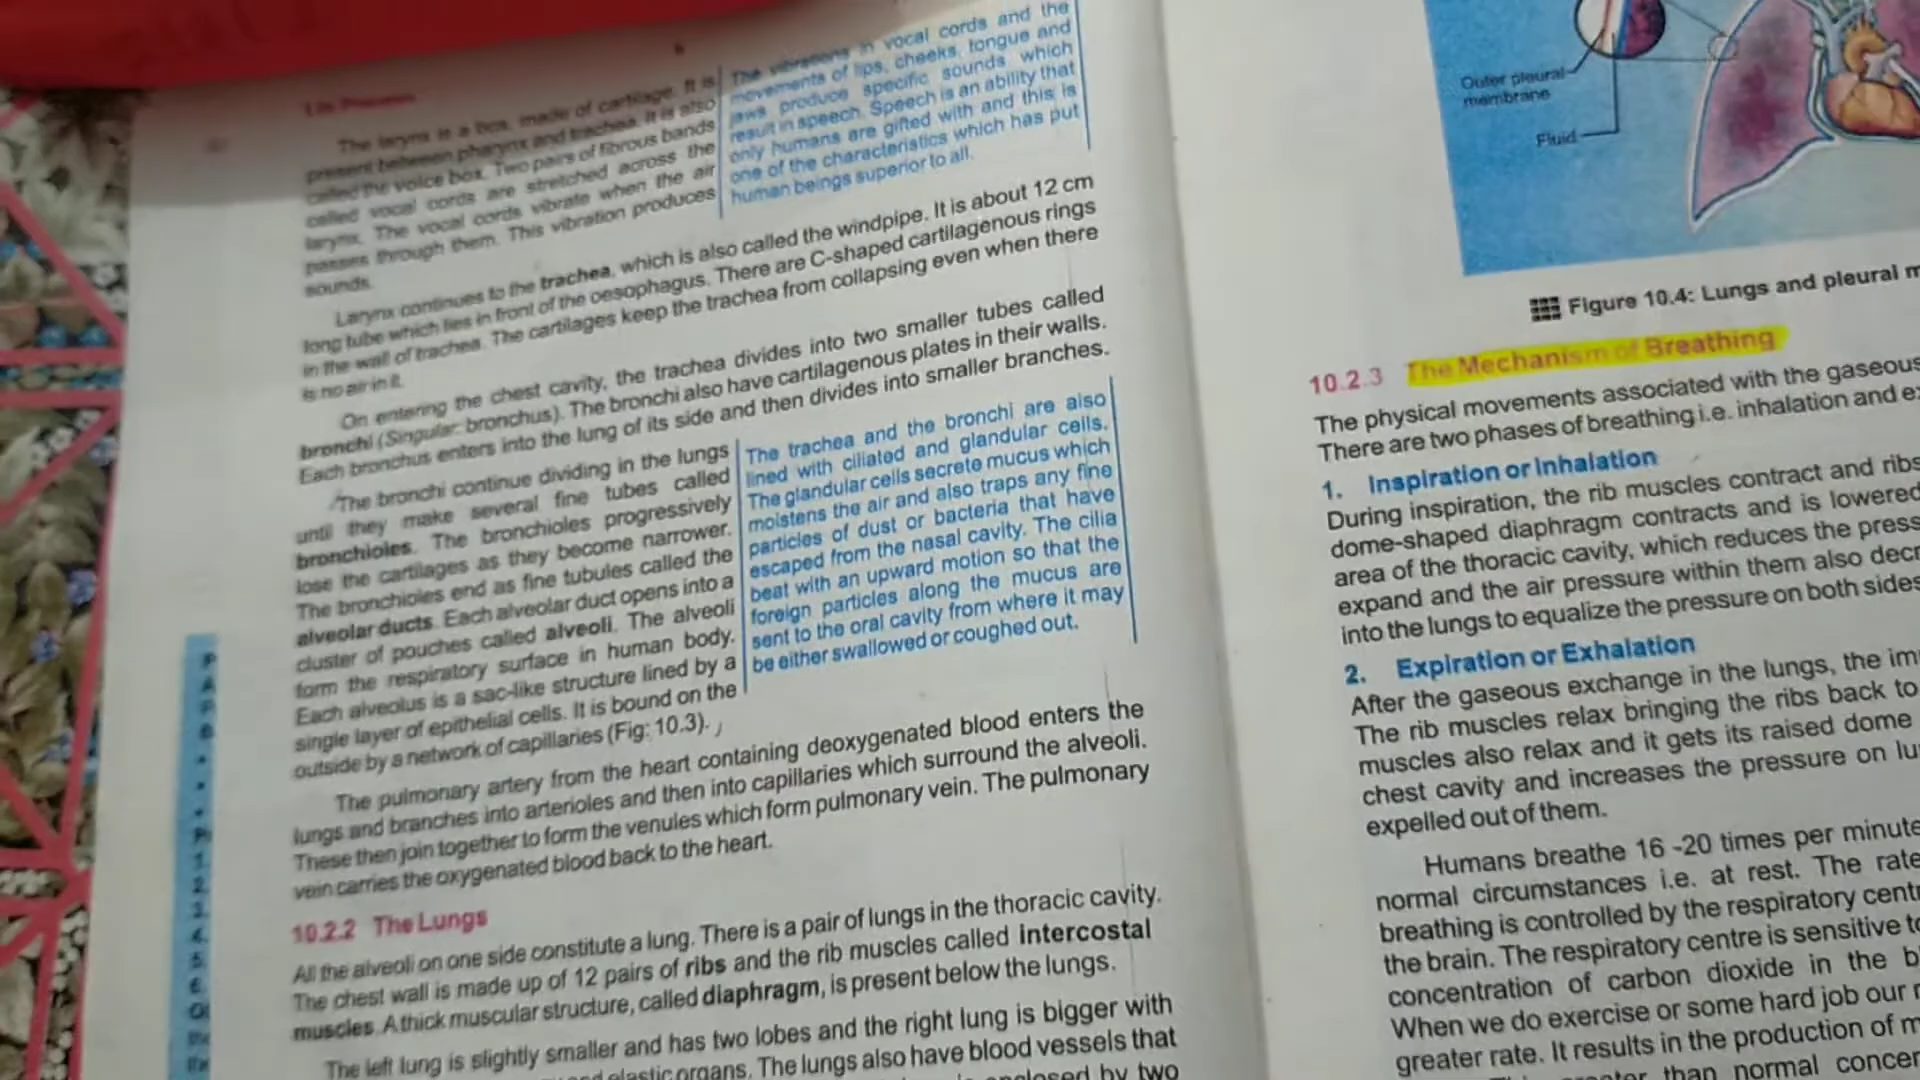 The larynx is a box, made of cartilage. It is
present between pharynx and trachea. It is also
called the voice box. Two pairs of fibrous bands
called vocal cords are stretched across the
larynx. The vocal cords vibrate when the air
passes through them. This vibration produces
sounds.
The vibrations in vocal cords and the
movements of lips, cheeks, tongue and
jaws, produce specific sounds which
result in speech. Speech is an ability that
only humans are gifted with and this is
one of the characteristics which has put
human beings superior to all.
Larynx continues to the trachea, which is also called the windpipe. It is about 12 cm
long tube which lies in front of the oesophagus. There are C-shaped cartilagenous rings
in the wall of trachea. The cartilages keep the trachea from collapsing even when there
is no air in it.
On entering the chest cavity, the trachea divides into two smaller tubes called
bronchi (Singular: bronchus). The bronchi also have cartilagenous plates in their walls.
Each bronchus enters into the lung of its side and then divides into smaller branches.
The bronchi continue dividing in the lungs
until they make several fine tubes called
bronchioles. The bronchioles progressively
lose the cartilages as they become narrower.
The bronchioles end as fine tubules called the
alveolar ducts. Each alveolar duct opens into a
cluster of pouches called alveoli. The alveoli
form the respiratory surface in human body.
Each alveolus is a sac-like structure lined by a
single layer of epithelial cells. It is bound on the
outside by a network of capillaries (Fig: 10.3).
The trachea and the bronchi are also
lined with ciliated and glandular cells.
The glandular cells secrete mucus which
moistens the air and also traps any fine
particles of dust or bacteria that have
escaped from the nasal cavity. The cilia
beat with an upward motion so that the
foreign particles along the mucus are
sent to the oral cavity from where it may
be either swallowed or coughed out.
The pulmonary artery from the heart containing deoxygenated blood enters the
lungs and branches into arterioles and then into capillaries which surround the alveoli.
These then join together to form the venules which form pulmonary vein. The pulmonary
vein carries the oxygenated blood back to the heart.
10.2.2 The Lungs
All the alveoli on one side constitute a lung. There is a pair of lungs in the thoracic cavity.
The chest wall is made up of 12 pairs of ribs and the rib muscles called intercostal
muscles. A thick muscular structure, called diaphragm, is present below the lungs.
The left lung is slightly smaller and has two lobes and the right lung is bigger with
elastic organs. The lungs also have blood vessels that
enclosed by two
Outer pleural
membrane
Fluid
Figure 10.4: Lungs and pleural
10.2.3 The Mechanism of Breathing
The physical movements associated with the gaseous
There are two phases of breathing i.e. inhalation and
1. Inspiration or Inhalation
During inspiration, the rib muscles contract and ribs
dome-shaped diaphragm contracts and is lowered
area of the thoracic cavity, which reduces the
expand and the air pressure within them also
into the lungs to equalize the pressure on both sides
2. Expiration or Exhalation
After the gaseous exchange in the lungs, the
The rib muscles relax bringing the ribs back to
muscles also relax and it gets its raised dome
chest cavity and increases the pressure on
expelled out of them.
Humans breathe 16 -20 times per minute
normal circumstances i.e. at rest. The rate
breathing is controlled by the respiratory
the brain. The respiratory centre is sensitive
concentration of carbon dioxide in the
When we do exercise or some hard job our
greater rate. It results in the production of
than normal